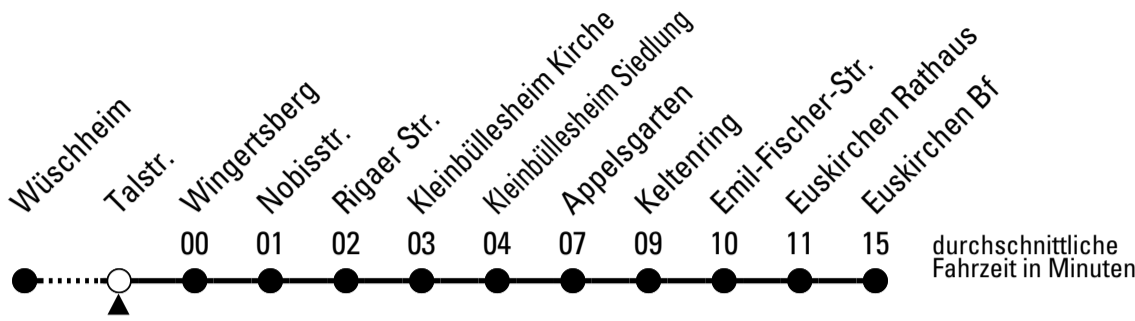 Wüschheim
Talstr.
Wingertsberg
Nobisstr.
Rigaer Str.
Kleinbüllesheim Kirche
Kleinbüllesheim Siedlung
Appelsgarten
Keltenring
Emil-Fischer-Str.
Euskirchen Rathaus
Euskirchen Bf
00 01 02 03 04 07 09 10 11 15
durchschnittliche
Fahrzeit in Minuten